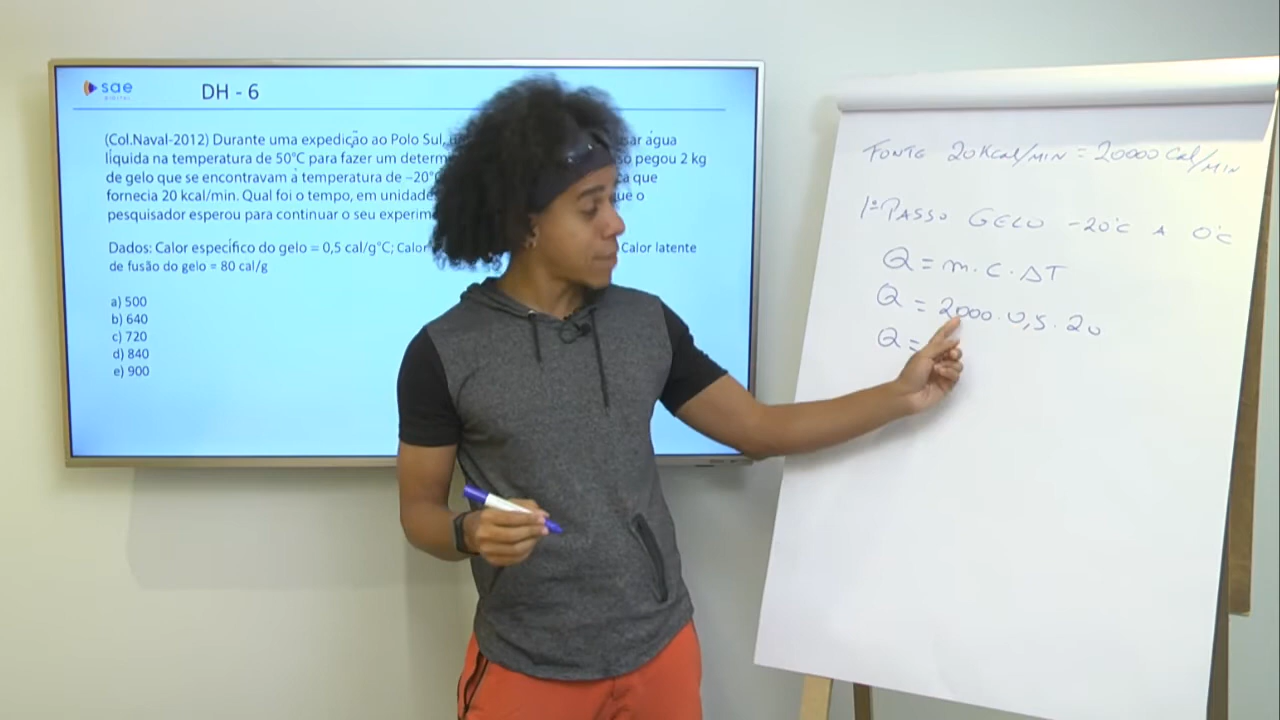 sae
DIGITAL
DH - 6
(Col.Naval-2012) Durante uma expedição ao Polo Sul, sar água
líquida na temperatura de 50°C para fazer um determ so pegou 2 kg
de gelo que se encontravam à temperatura de –20° ca que
fornecia 20 kcal/min. Qual foi o tempo, em unidade ue o
pesquisador esperou para continuar o seu experim
Dados: Calor específico do gelo = 0,5 cal/g°C; Calor Calor latente
de fusão do gelo = 80 cal/g
a) 500
b) 640
c) 720
d) 840
e) 900
FONTE 20 Kcal/MIN = 20000 Cal/MIN
1º PASSO GELO -20°C A 0°C
Q = m.c.ΔT
Q = 2000.0,5.20
Q =